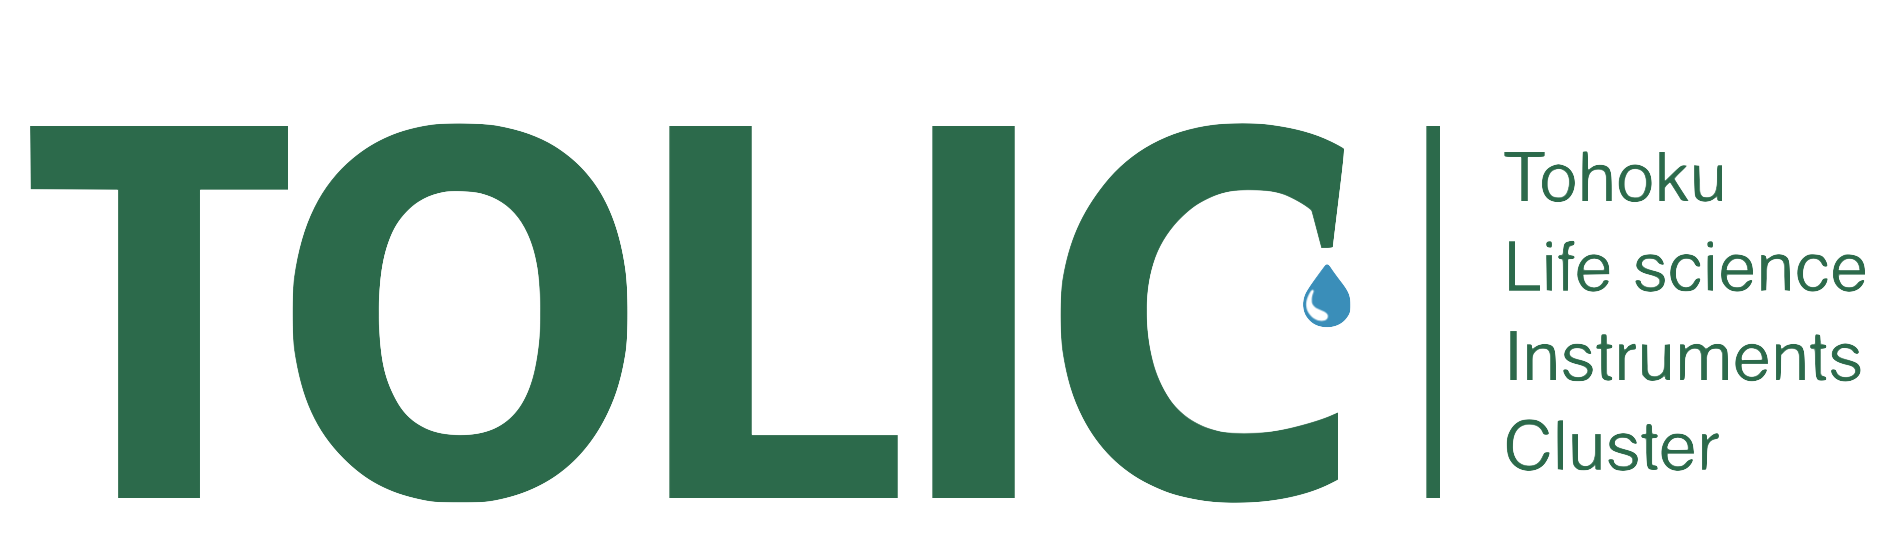 TOLIC
Tohoku
Life science
Instruments
Cluster